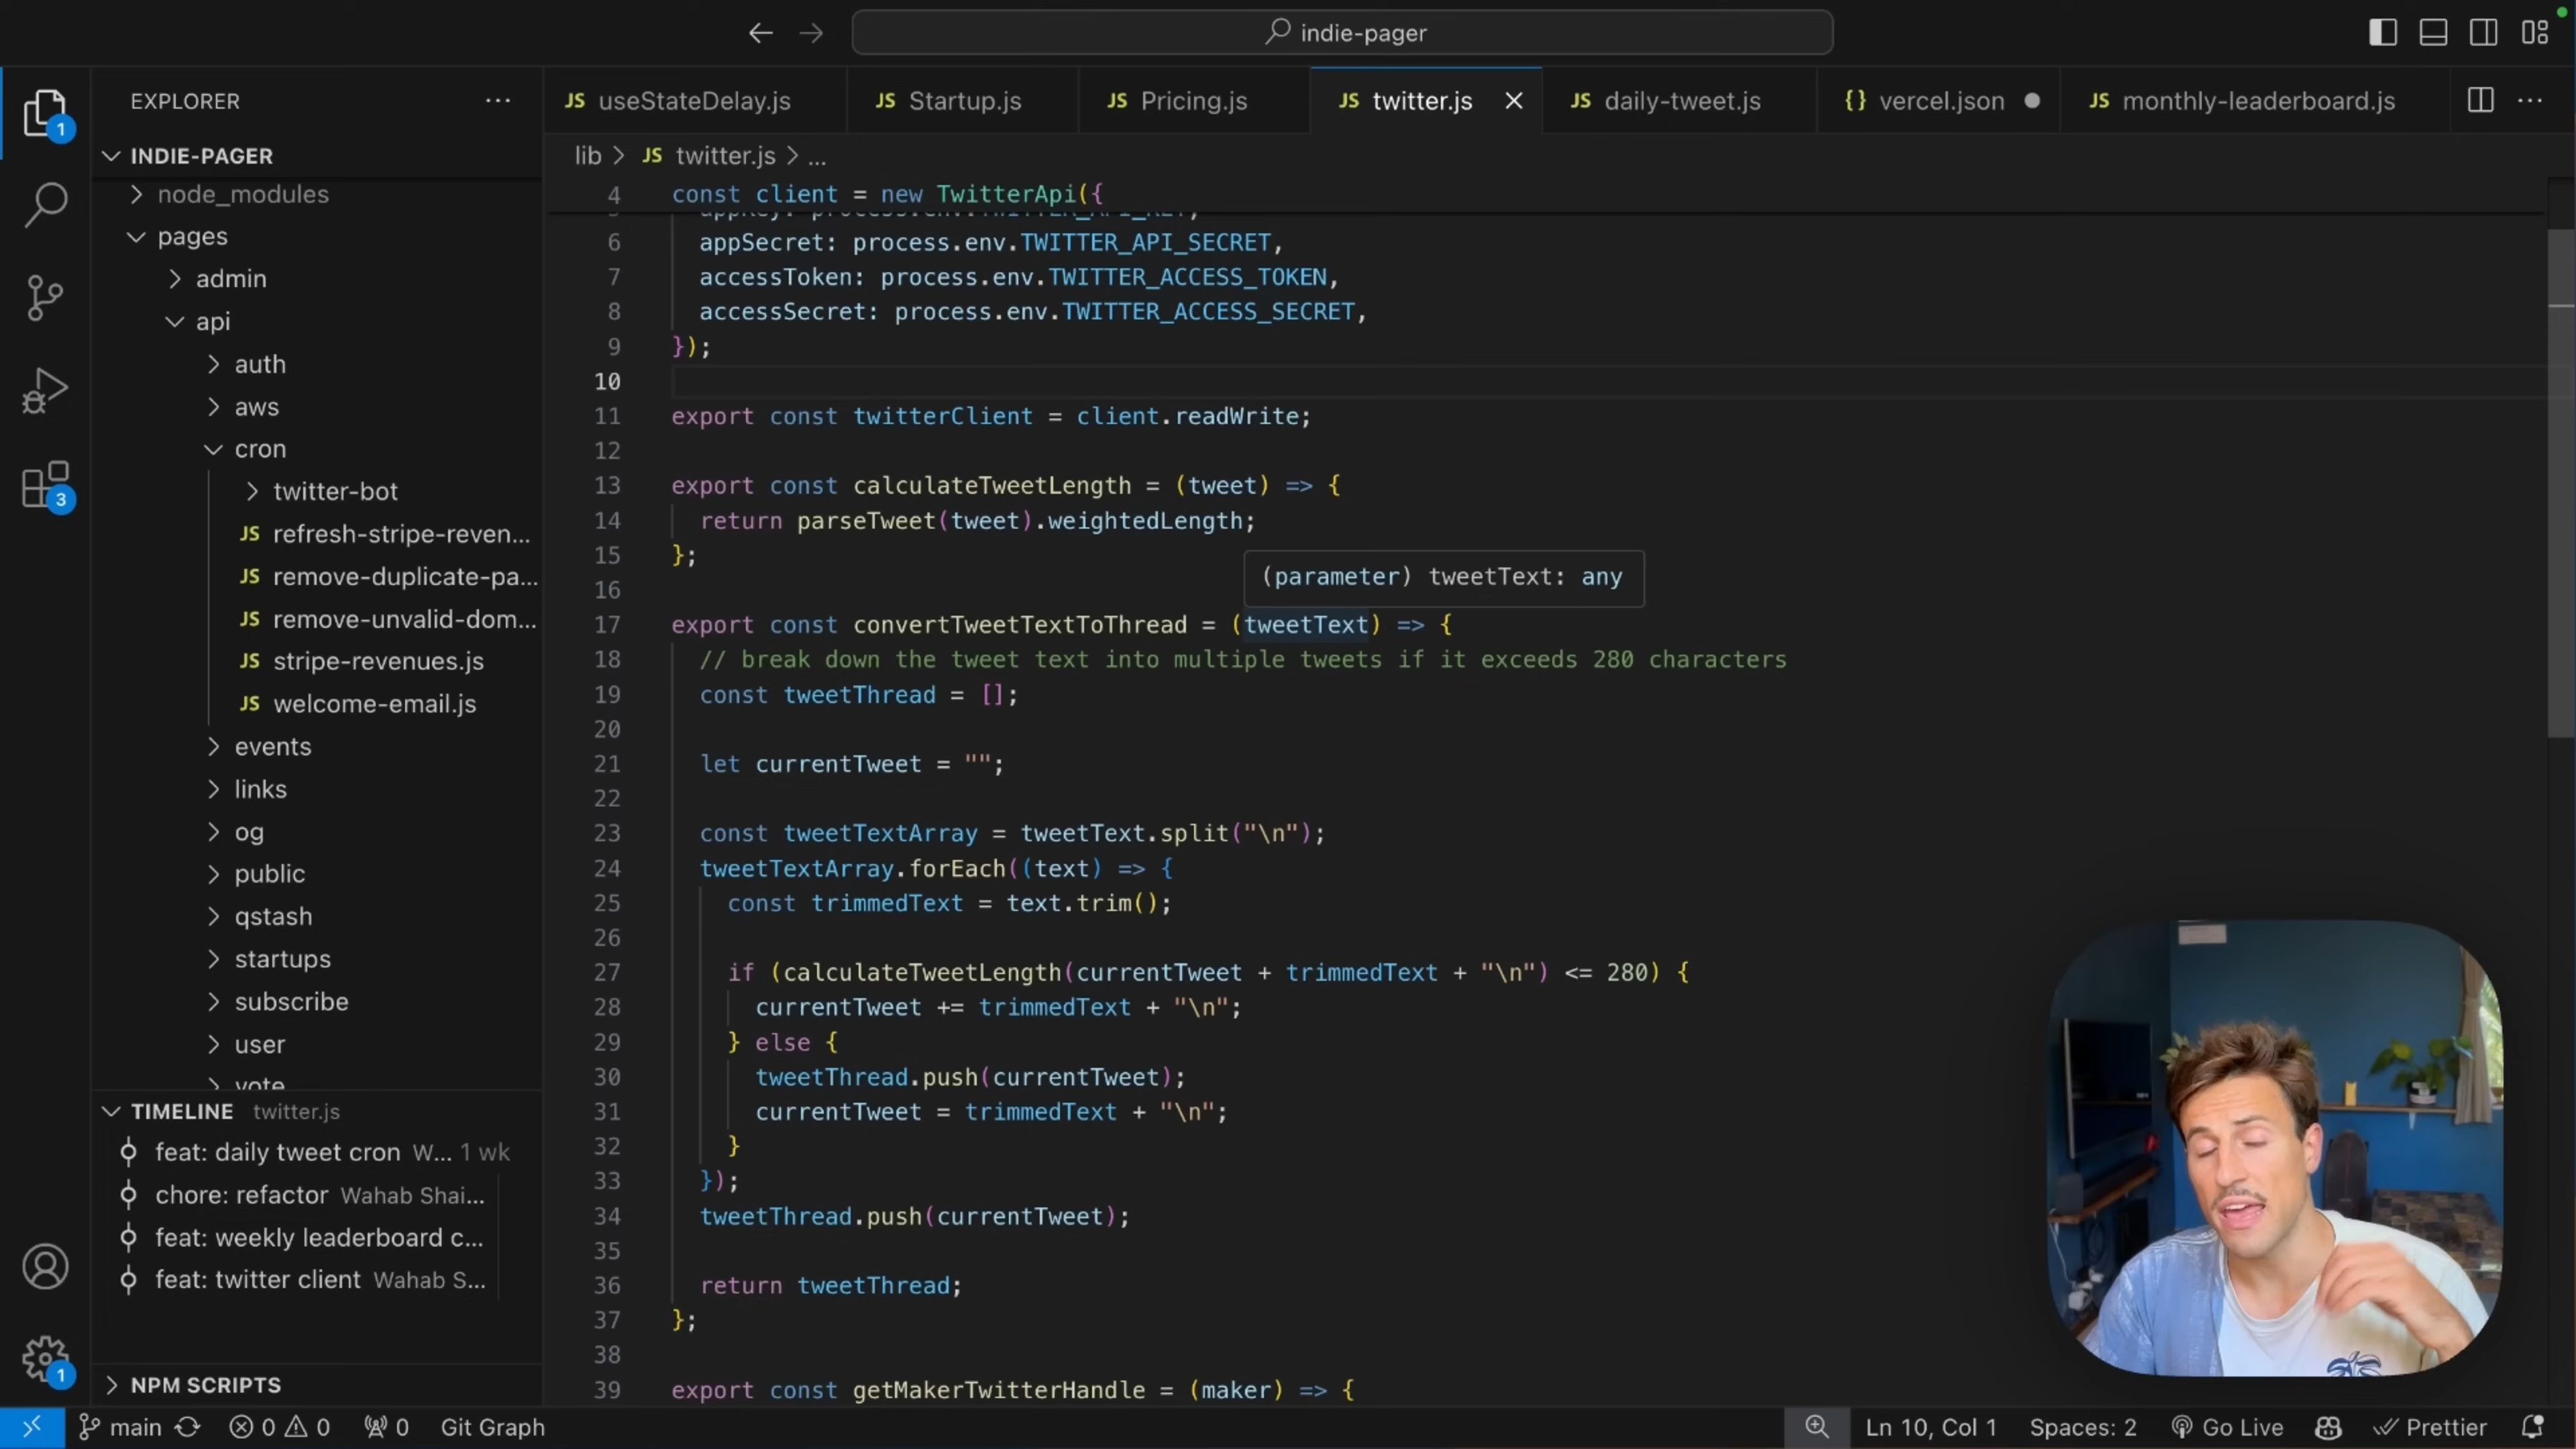 indie-pager
EXPLORER
INDIE-PAGER
node_modules
pages
admin
api
auth
aws
cron
twitter-bot
JS refresh-stripe-reven...
JS remove-duplicate-pa...
JS remove-unvalid-dom...
JS stripe-revenues.js
JS welcome-email.js
events
links
og
public
qstash
startups
subscribe
user
vote
TIMELINE twitter.js
feat: daily tweet cron W... 1 wk
chore: refactor Wahab Shai...
feat: weekly leaderboard c...
feat: twitter client Wahab S...
NPM SCRIPTS
1
3
1
JS useStateDelay.js
JS Startup.js
JS Pricing.js
JS twitter.js
JS daily-tweet.js
{} vercel.json
JS monthly-leaderboard.js
lib > JS twitter.js > ...
4 const client = new TwitterApi({
appKey: process.env.TWITTER_API_KEY,
6 appSecret: process.env.TWITTER_API_SECRET,
7 accessToken: process.env.TWITTER_ACCESS_TOKEN,
8 accessSecret: process.env.TWITTER_ACCESS_SECRET,
9 });
10
11 export const twitterClient = client.readWrite;
12
13 export const calculateTweetLength = (tweet) => {
14 return parseTweet(tweet).weightedLength;
15 };
(parameter) tweetText: any
16
17 export const convertTweetTextToThread = (tweetText) => {
18 // break down the tweet text into multiple tweets if it exceeds 280 characters
19 const tweetThread = [];
20
21 let currentTweet = "";
22
23 const tweetTextArray = tweetText.split("\n");
24 tweetTextArray.forEach((text) => {
25 const trimmedText = text.trim();
26
27 if (calculateTweetLength(currentTweet + trimmedText + "\n") <= 280) {
28 currentTweet += trimmedText + "\n";
29 } else {
30 tweetThread.push(currentTweet);
31 currentTweet = trimmedText + "\n";
32 }
33 });
34 tweetThread.push(currentTweet);
35
36 return tweetThread;
37 };
38
39 export const getMakerTwitterHandle = (maker) => {
main 0 0 0 Git Graph
Ln 10, Col 1 Spaces: 2 Go Live Prettier